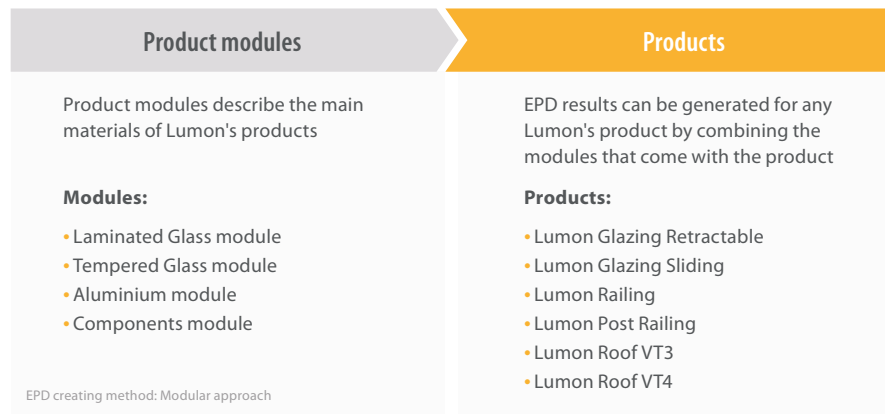 Product modules
Product modules describe the main
materials of Lumon's products
Modules:
• Laminated Glass module
• Tempered Glass module
• Aluminium module
• Components module
EPD creating method: Modular approach
Products
EPD results can be generated for any
Lumon's product by combining the
modules that come with the product
Products:
• Lumon Glazing Retractable
• Lumon Glazing Sliding
• Lumon Railing
• Lumon Post Railing
• Lumon Roof VT3
• Lumon Roof VT4